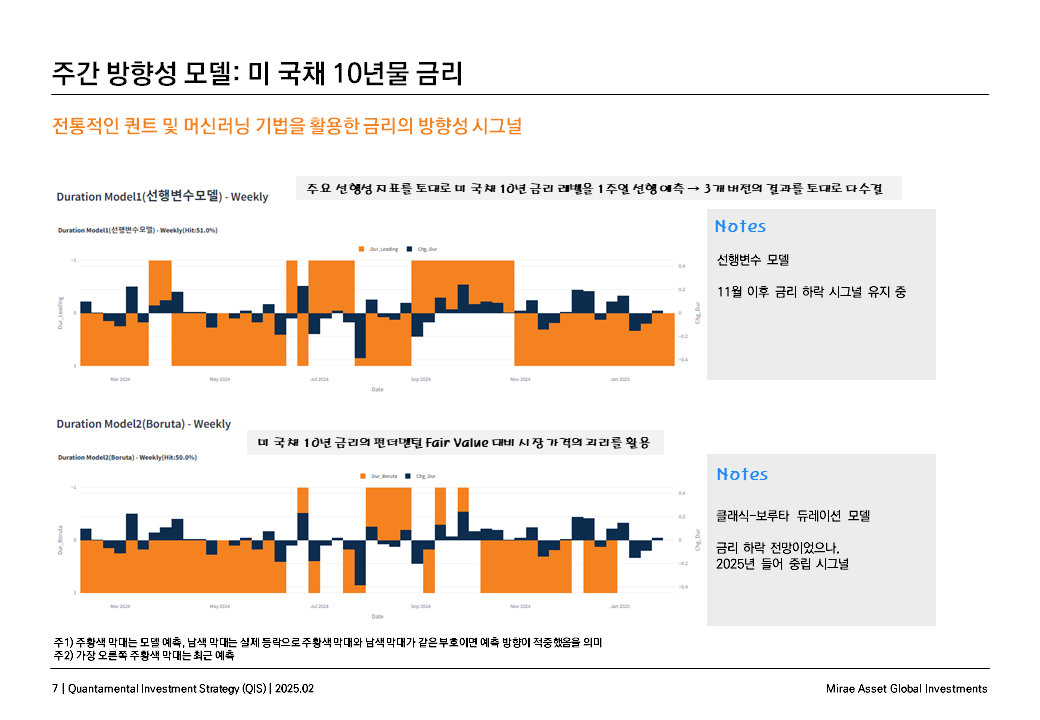 주간 방향성 모델: 미 국채 10년물 금리
전통적인 퀀트 및 머신러닝 기법을 활용한 금리의 방향성 시그널
주요 선행성 지표를 토대로 미 국채 10년 금리 레벨을 1주일 선행 예측 → 3개 버전의 결과를 토대로 다수결
Duration Model1(선행변수모델) - Weekly
Duration Model1(선행변수모델) - Weekly(Hit:51.0%)
Dur_Leading Chg_Dur
−1 0 1
Dur_Leading
0.4 0.2 0 −0.2 −0.4
Chg_Dur
Mar 2024 May 2024 Jul 2024 Sep 2024 Nov 2024 Jan 2025
Date
Notes
선행변수 모델
11월 이후 금리 하락 시그널 유지 중
Duration Model2(Boruta) - Weekly
미 국채 10년 금리의 펀더멘털 Fair Value 대비 시장 가격의 괴리를 활용
Duration Model2(Boruta) - Weekly(Hit:50.0%)
Dur_Boruta Chg_Dur
−1 0 1
Dur_Boruta
0.4 0.2 0 −0.2 −0.4
Chg_Dur
Mar 2024 May 2024 Jul 2024 Sep 2024 Nov 2024 Jan 2025
Date
Notes
클래식-보루타 듀레이션 모델
금리 하락 전망이었으나,
2025년 들어 중립 시그널
주1) 주황색 막대는 모델 예측, 남색 막대는 실제 등락으로 주황색 막대와 남색 막대가 같은 부호이면 예측 방향이 적중했음을 의미
주2) 가장 오른쪽 주황색 막대는 최근 예측
7 | Quantamental Investment Strategy (QIS) | 2025.02
Mirae Asset Global Investments